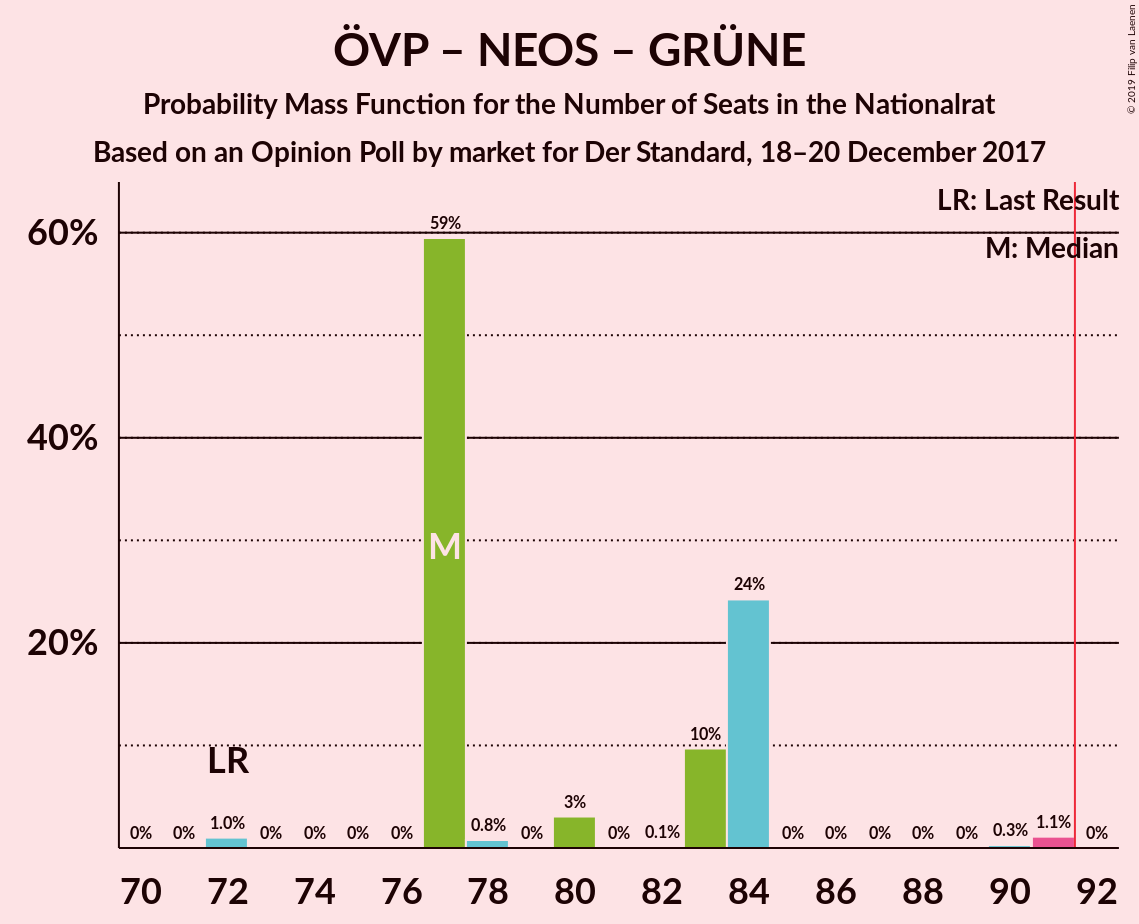 ÖVP – NEOS – GRÜNE
Probability Mass Function for the Number of Seats in the Nationalrat
Based on an Opinion Poll by market for Der Standard, 18–20 December 2017
© 2019 Filip van Laenen
LR: Last Result
M: Median
60%
40%
20%
59%
M
24%
10%
LR
0% 0% 1.0% 0% 0% 0% 0% 0.8% 0% 3% 0% 0.1% 0% 0% 0% 0% 0% 0.3% 1.1% 0%
70 72 74 76 78 80 82 84 86 88 90 92